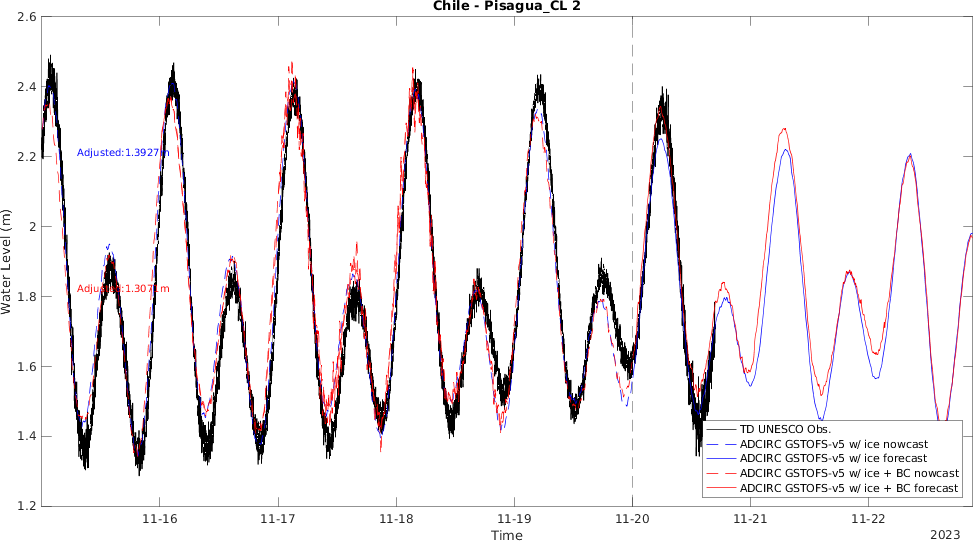 Chile - Pisagua_CL 2
2.6
2.4
2.2
2
1.8
1.6
1.4
1.2
Water Level (m)
Adjusted:1.3927m
Adjusted:1.3071m
TD UNESCO Obs.
ADCIRC GSTOFS-v5 w/ ice nowcast
ADCIRC GSTOFS-v5 w/ ice forecast
ADCIRC GSTOFS-v5 w/ ice + BC nowcast
ADCIRC GSTOFS-v5 w/ ice + BC forecast
11-16 11-17 11-18 11-19 11-20 11-21 11-22
Time
2023